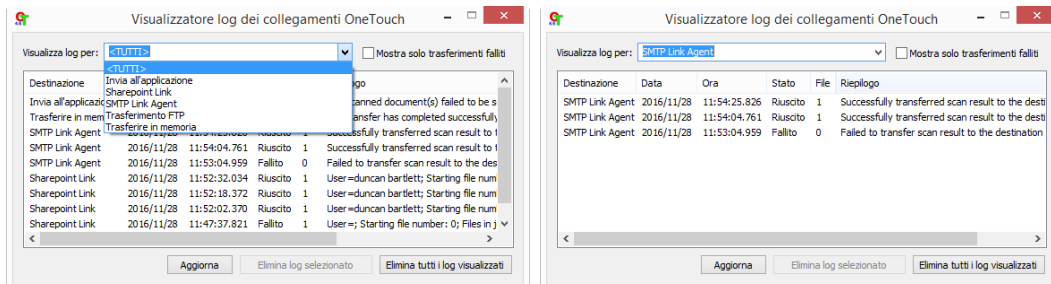 Visualizzatore log dei collegamenti OneTouch
Visualizza log per: <TUTTI> Mostra solo trasferimenti falliti
<TUTTI>
Invia all'applicazione
Sharepoint Link
SMTP Link Agent
Trasferimento FTP
Trasferire in memoria
Destinazione
Invia all'applicazio canned document(s) failed to be s
Trasferire in mem ansfer has completed successfully
SMTP Link Agent Riuscito 1 Successfully transferred scan result to t
SMTP Link Agent 2016/11/28 11:54:04.761 Riuscito 1 Successfully transferred scan result to t
SMTP Link Agent 2016/11/28 11:53:04.959 Fallito 0 Failed to transfer scan result to the des
Sharepoint Link 2016/11/28 11:52:32.034 Riuscito 1 User=duncan bartlett; Starting file num
Sharepoint Link 2016/11/28 11:52:18.372 Riuscito 1 User=duncan bartlett; Starting file num
Sharepoint Link 2016/11/28 11:52:02.370 Riuscito 1 User=duncan bartlett; Starting file num
Sharepoint Link 2016/11/28 11:47:37.821 Fallito 1 User=; Starting file number: 0; Files in j
Aggiorna Elimina log selezionato Elimina tutti i log visualizzati
Visualizzatore log dei collegamenti OneTouch
Visualizza log per: SMTP Link Agent Mostra solo trasferimenti falliti
Destinazione Data Ora Stato File Riepilogo
SMTP Link Agent 2016/11/28 11:54:25.826 Riuscito 1 Successfully transferred scan result to the desti
SMTP Link Agent 2016/11/28 11:54:04.761 Riuscito 1 Successfully transferred scan result to the desti
SMTP Link Agent 2016/11/28 11:53:04.959 Fallito 0 Failed to transfer scan result to the destination
Aggiorna Elimina log selezionato Elimina tutti i log visualizzati